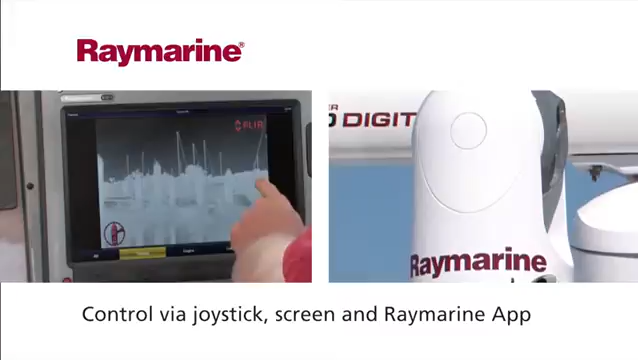 Raymarine®
FLIR
DIGIT
Raymarine
Control via joystick, screen and Raymarine App